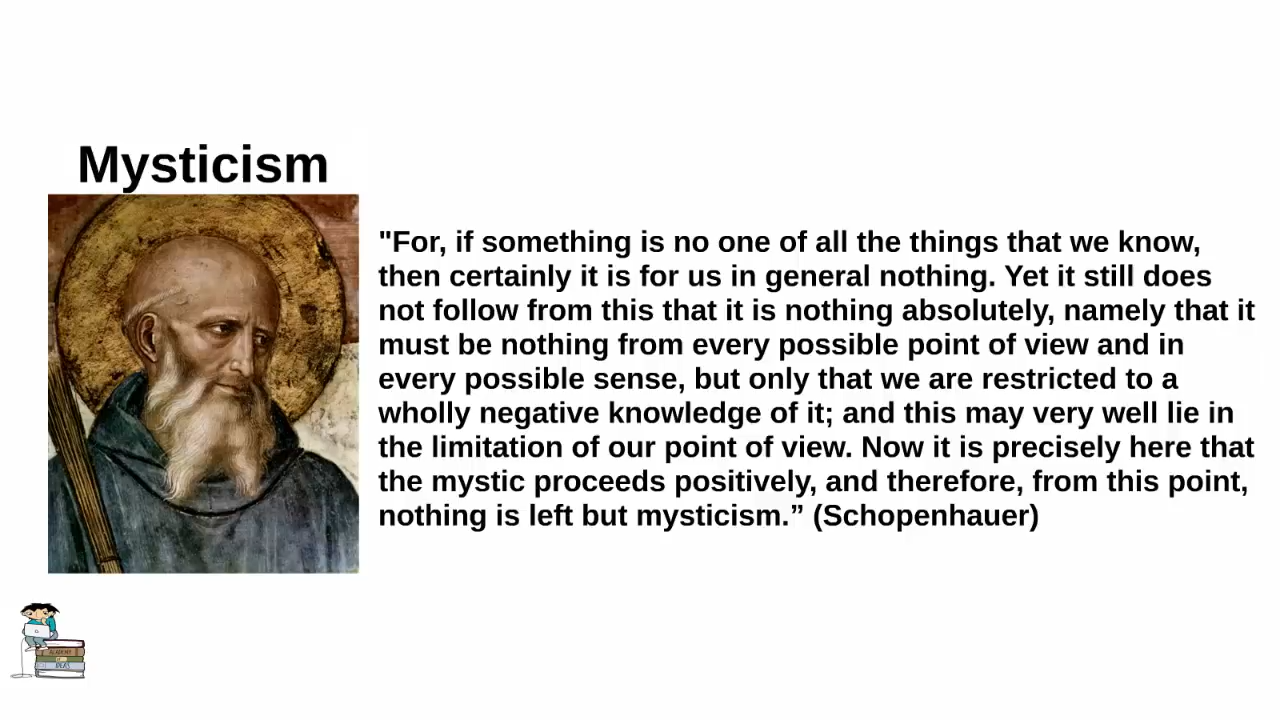 Mysticism
"For, if something is no one of all the things that we know,
then certainly it is for us in general nothing. Yet it still does
not follow from this that it is nothing absolutely, namely that it
must be nothing from every possible point of view and in
every possible sense, but only that we are restricted to a
wholly negative knowledge of it; and this may very well lie in
the limitation of our point of view. Now it is precisely here that
the mystic proceeds positively, and therefore, from this point,
nothing is left but mysticism.” (Schopenhauer)
ACADEMY
OF
IDEAS